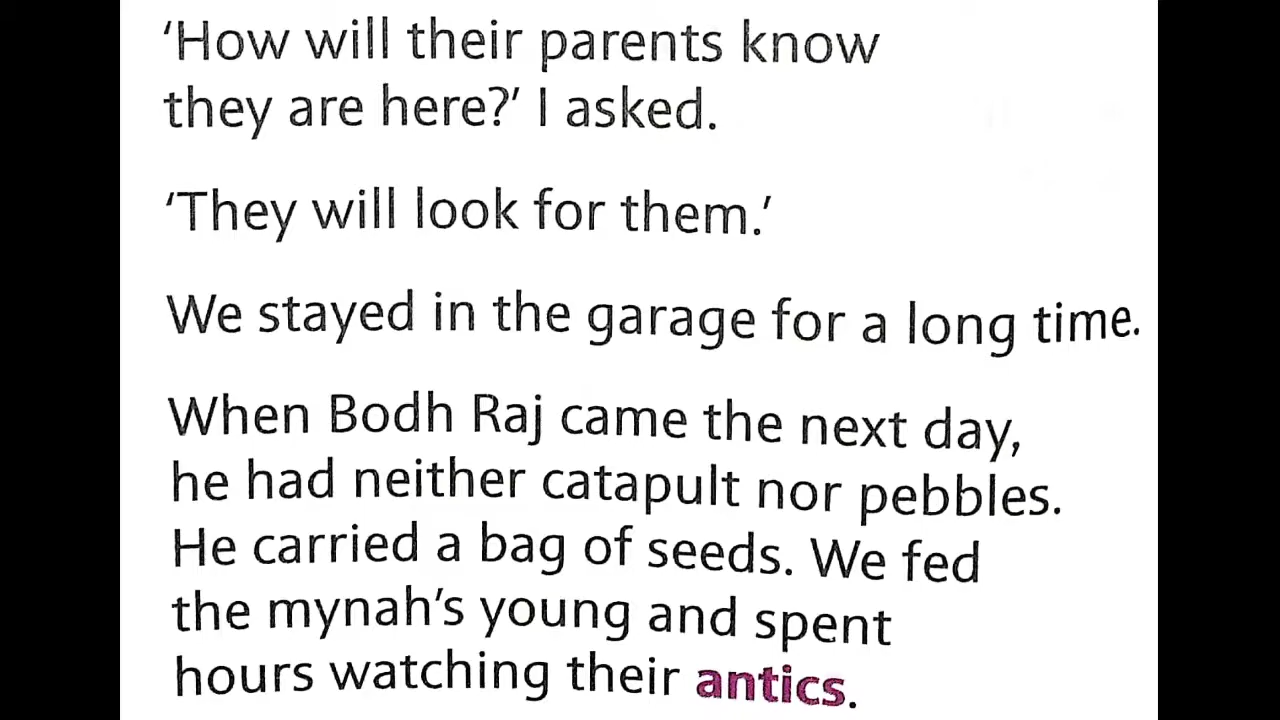 ‘How will their parents know
they are here?’ I asked.
‘They will look for them.’
We stayed in the garage for a long time.
When Bodh Raj came the next day,
he had neither catapult nor pebbles.
He carried a bag of seeds. We fed
the mynah’s young and spent
hours watching their antics.